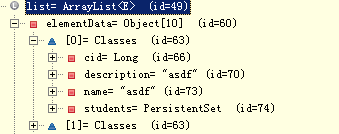 list= ArrayList<E> (id=49)
elementData= Object[10] (id=60)
[0]= Classes (id=63)
cid= Long (id=66)
description= "asdf" (id=70)
name= "asdf" (id=73)
students= PersistentSet (id=74)
[1]= Classes (id=63)